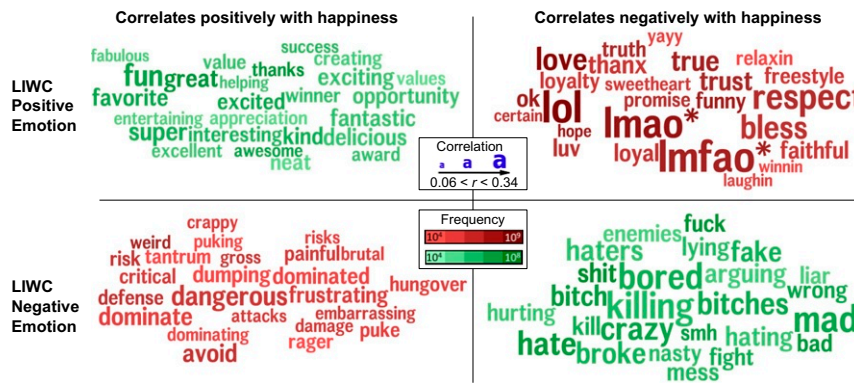 Correlates positively with happiness
Correlates negatively with happiness
LIWC
Positive
Emotion
fabulous
success
value
thanks
creating
fun
great
helping
exciting
values
favorite
excited
winner
opportunity
entertaining
appreciation
fantastic
super
interesting
kind
delicious
excellent
awesome
neat
award
yayy
truth
love
thanx
true
relaxin
loyalty
sweetheart
trust
freestyle
ok
lol
promise
funny
respect
certain
hope
lmao*
bless
luv
loyal
lmfao*
faithful
winnin
laughin
Correlation
a a a
0.06 < r < 0.34
Frequency
10⁴ 10⁹
10⁴ 10⁸
LIWC
Negative
Emotion
crappy
weird
puking
risks
risk
tantrum
gross
painful
brutal
critical
dumping
dominated
hungover
defense
dangerous
frustrating
dominate
attacks
embarrassing
dominating
damage
puke
avoid
rager
fuck
enemies
haters
lying
fake
shit
bored
arguing
liar
bitch
killing
bitches
wrong
hurting
mad
kill
crazy
smh
hating
bad
hate
broke
nasty
fight
mess